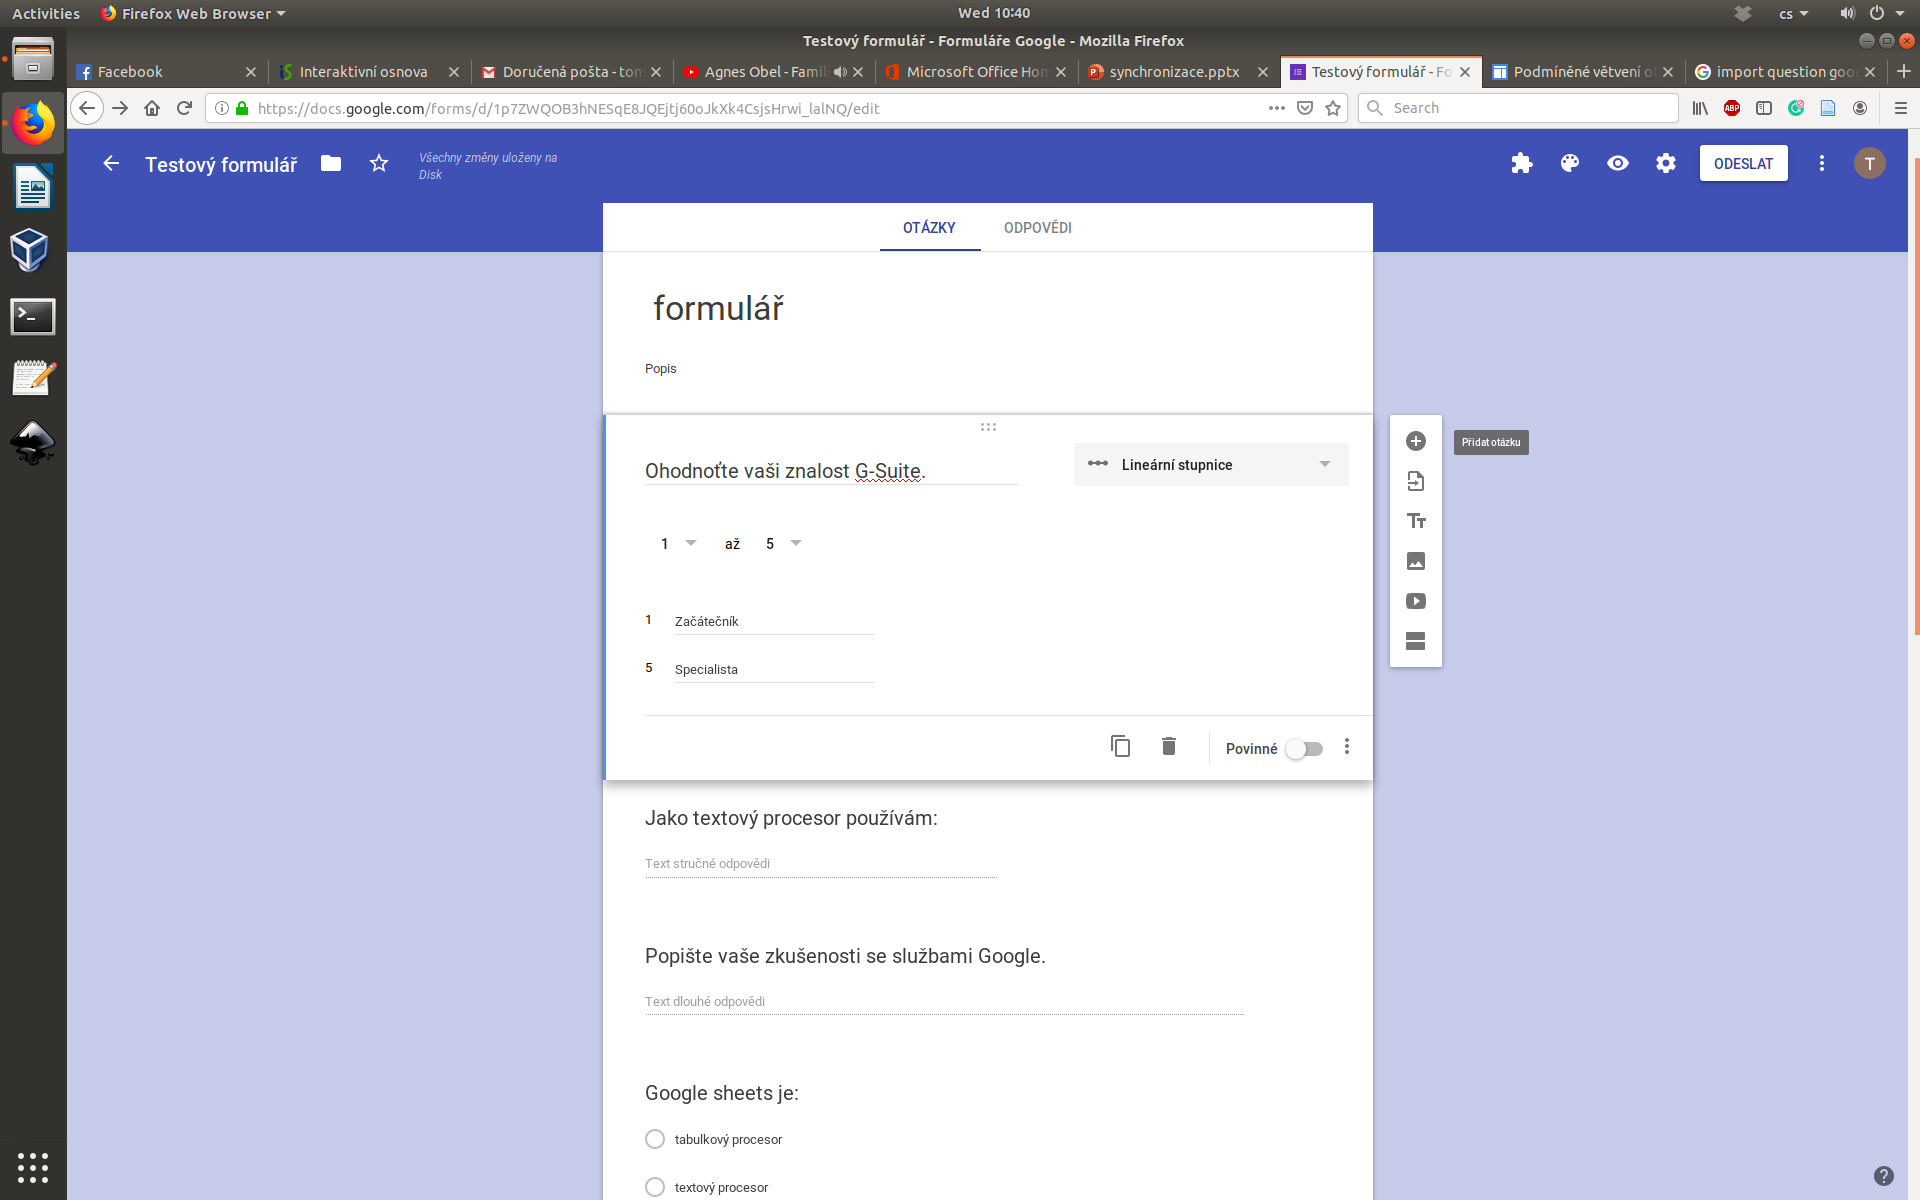 Activities Firefox Web Browser Wed 10:40 cs
Testový formulář - Formuláře Google - Mozilla Firefox
Facebook Interaktivní osnova Doručená pošta - tom Agnes Obel - Famil Microsoft Office Hom synchronizace.pptx Testový formulář - Fo Podmíněné větvení o import question goo
https://docs.google.com/forms/d/1p7ZWQOB3hNESqE8JQEjtj60oJkXk4CsjsHrwi_lalNQ/edit Search
Testový formulář Všechny změny uloženy na
Disk
ODESLAT T
OTÁZKY ODPOVĚDI
formulář
Popis
Přidat otázku
Ohodnoťte vaši znalost G-Suite. Lineární stupnice
1 až 5
1 Začátečník
5 Specialista
Povinné
Jako textový procesor používám:
Text stručné odpovědi
Popište vaše zkušenosti se službami Google.
Text dlouhé odpovědi
Google sheets je:
tabulkový procesor
textový procesor